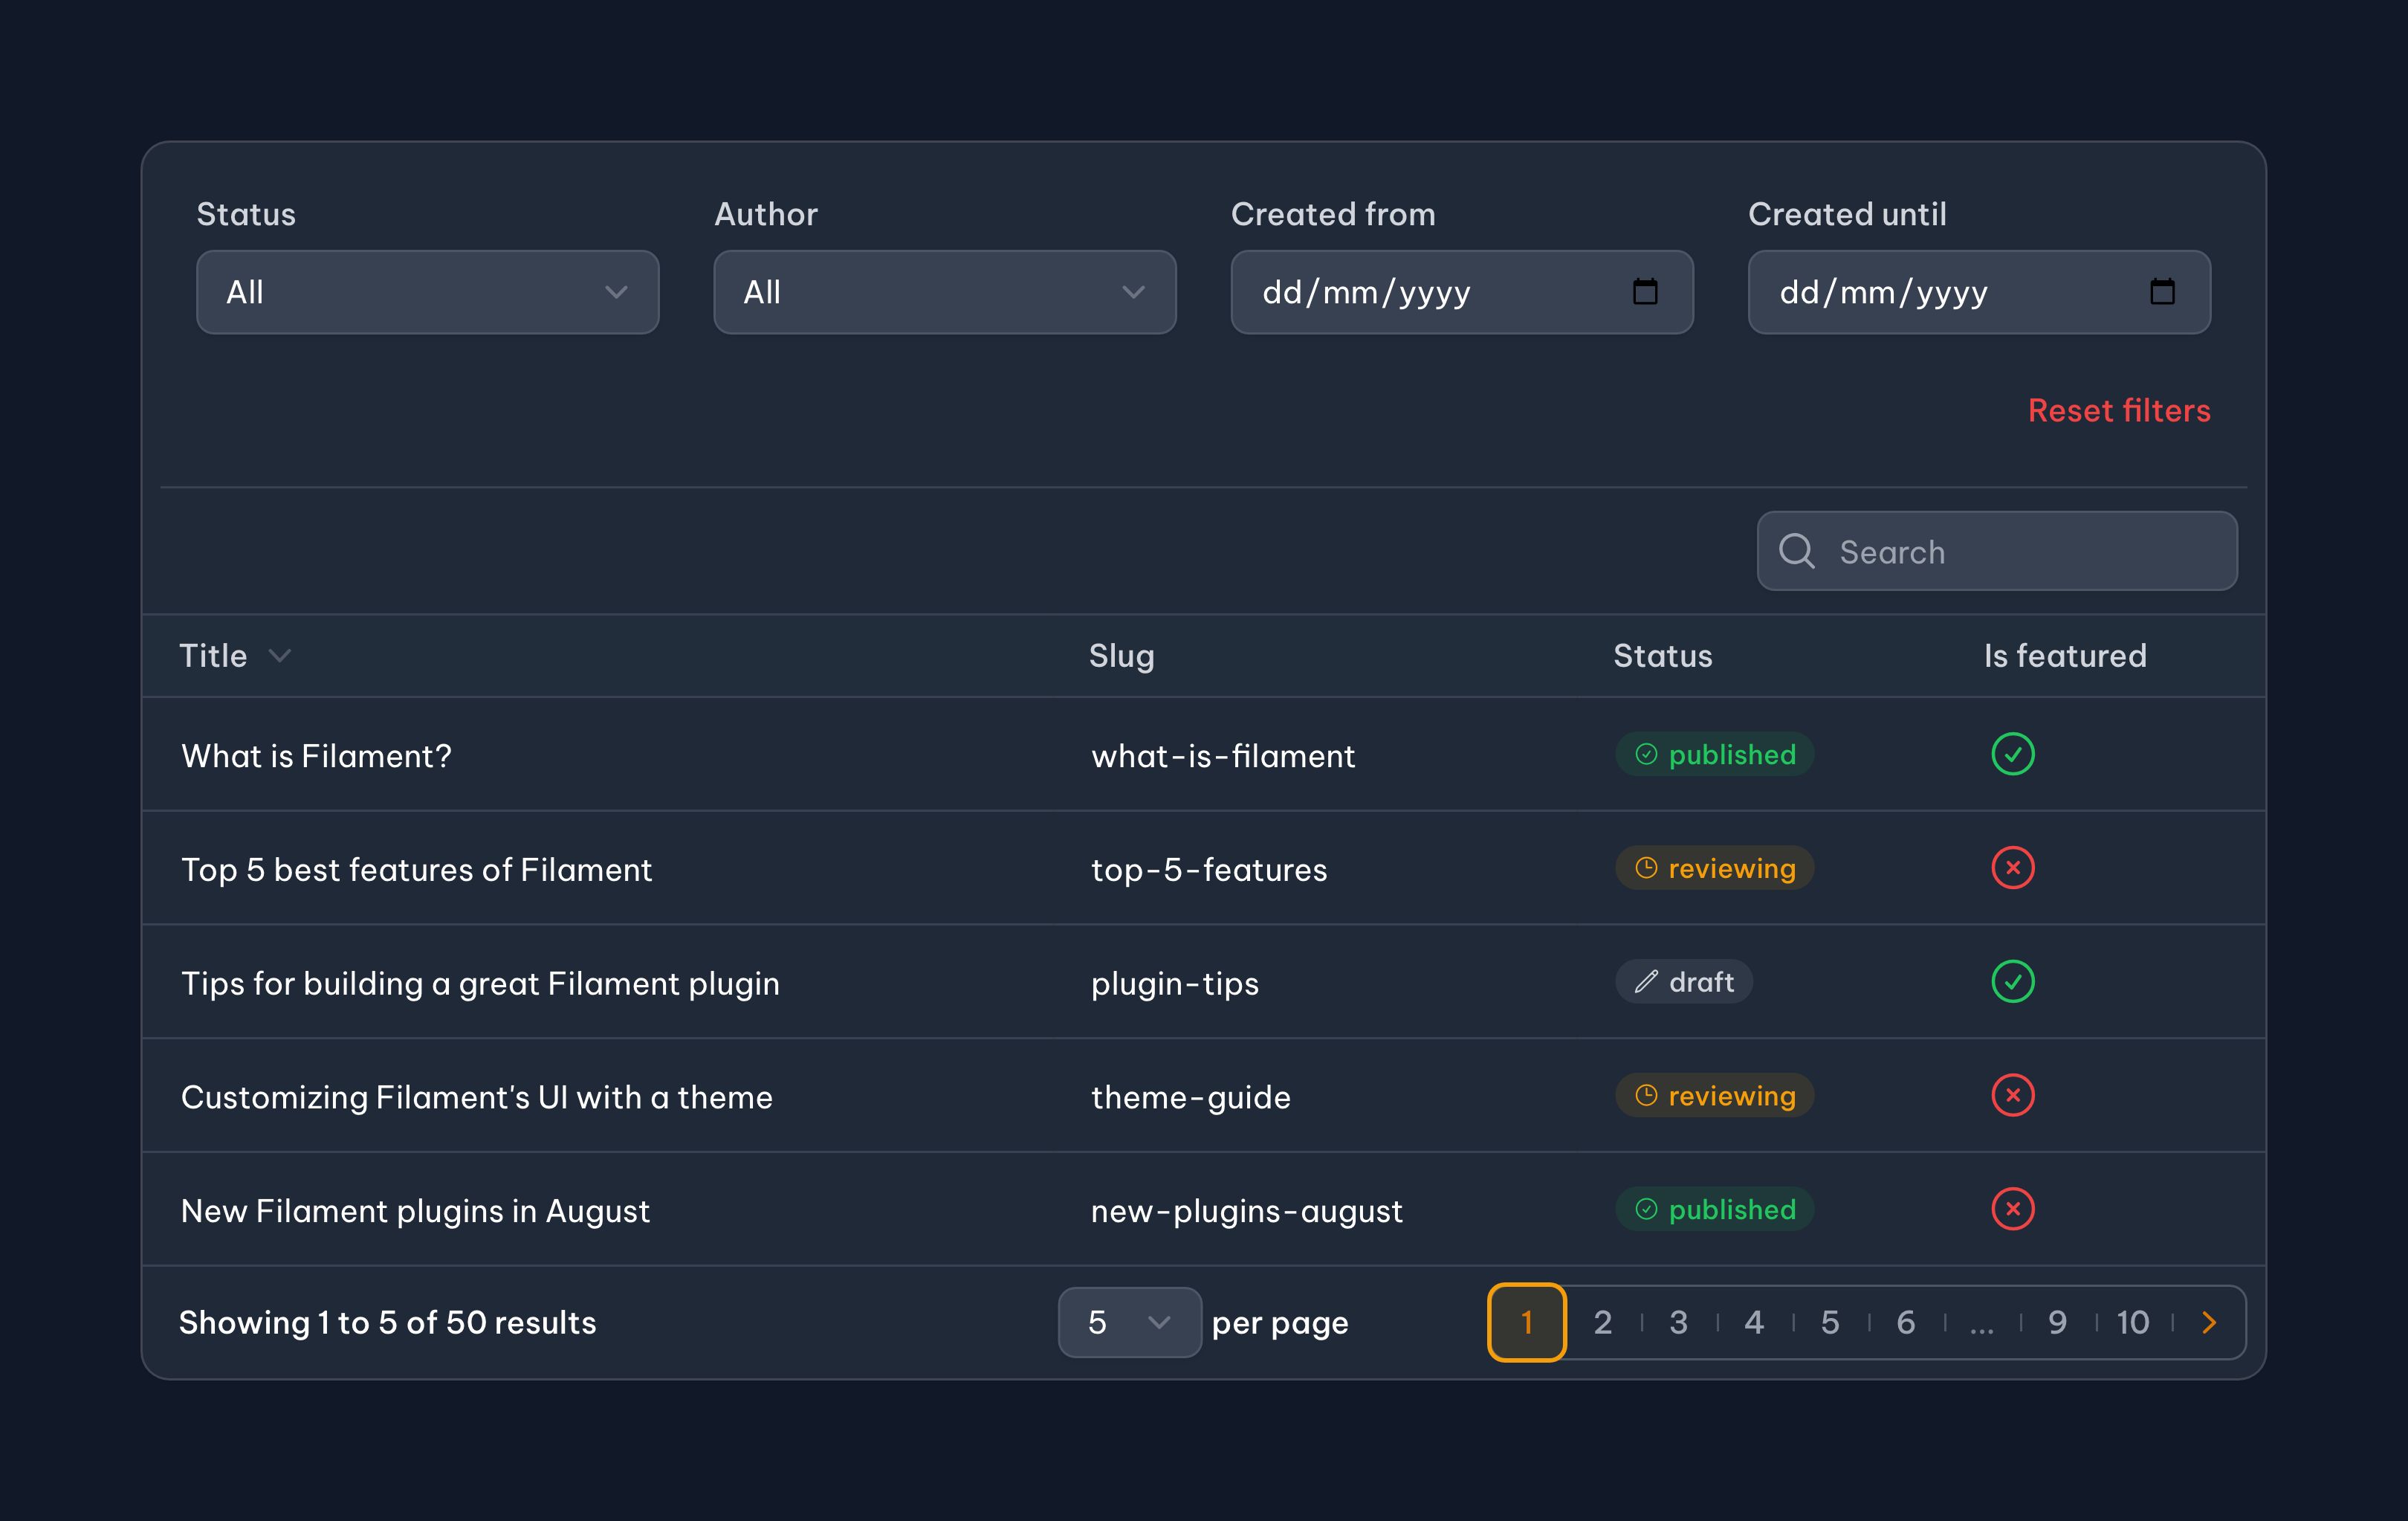 Status Author Created from Created until
All All dd/mm/yyyy dd/mm/yyyy
Reset filters
Search
Title Slug Status Is featured
What is Filament? what-is-filament published
Top 5 best features of Filament top-5-features reviewing
Tips for building a great Filament plugin plugin-tips draft
Customizing Filament's UI with a theme theme-guide reviewing
New Filament plugins in August new-plugins-august published
Showing 1 to 5 of 50 results 5 per page 1 2 3 4 5 6 ... 9 10